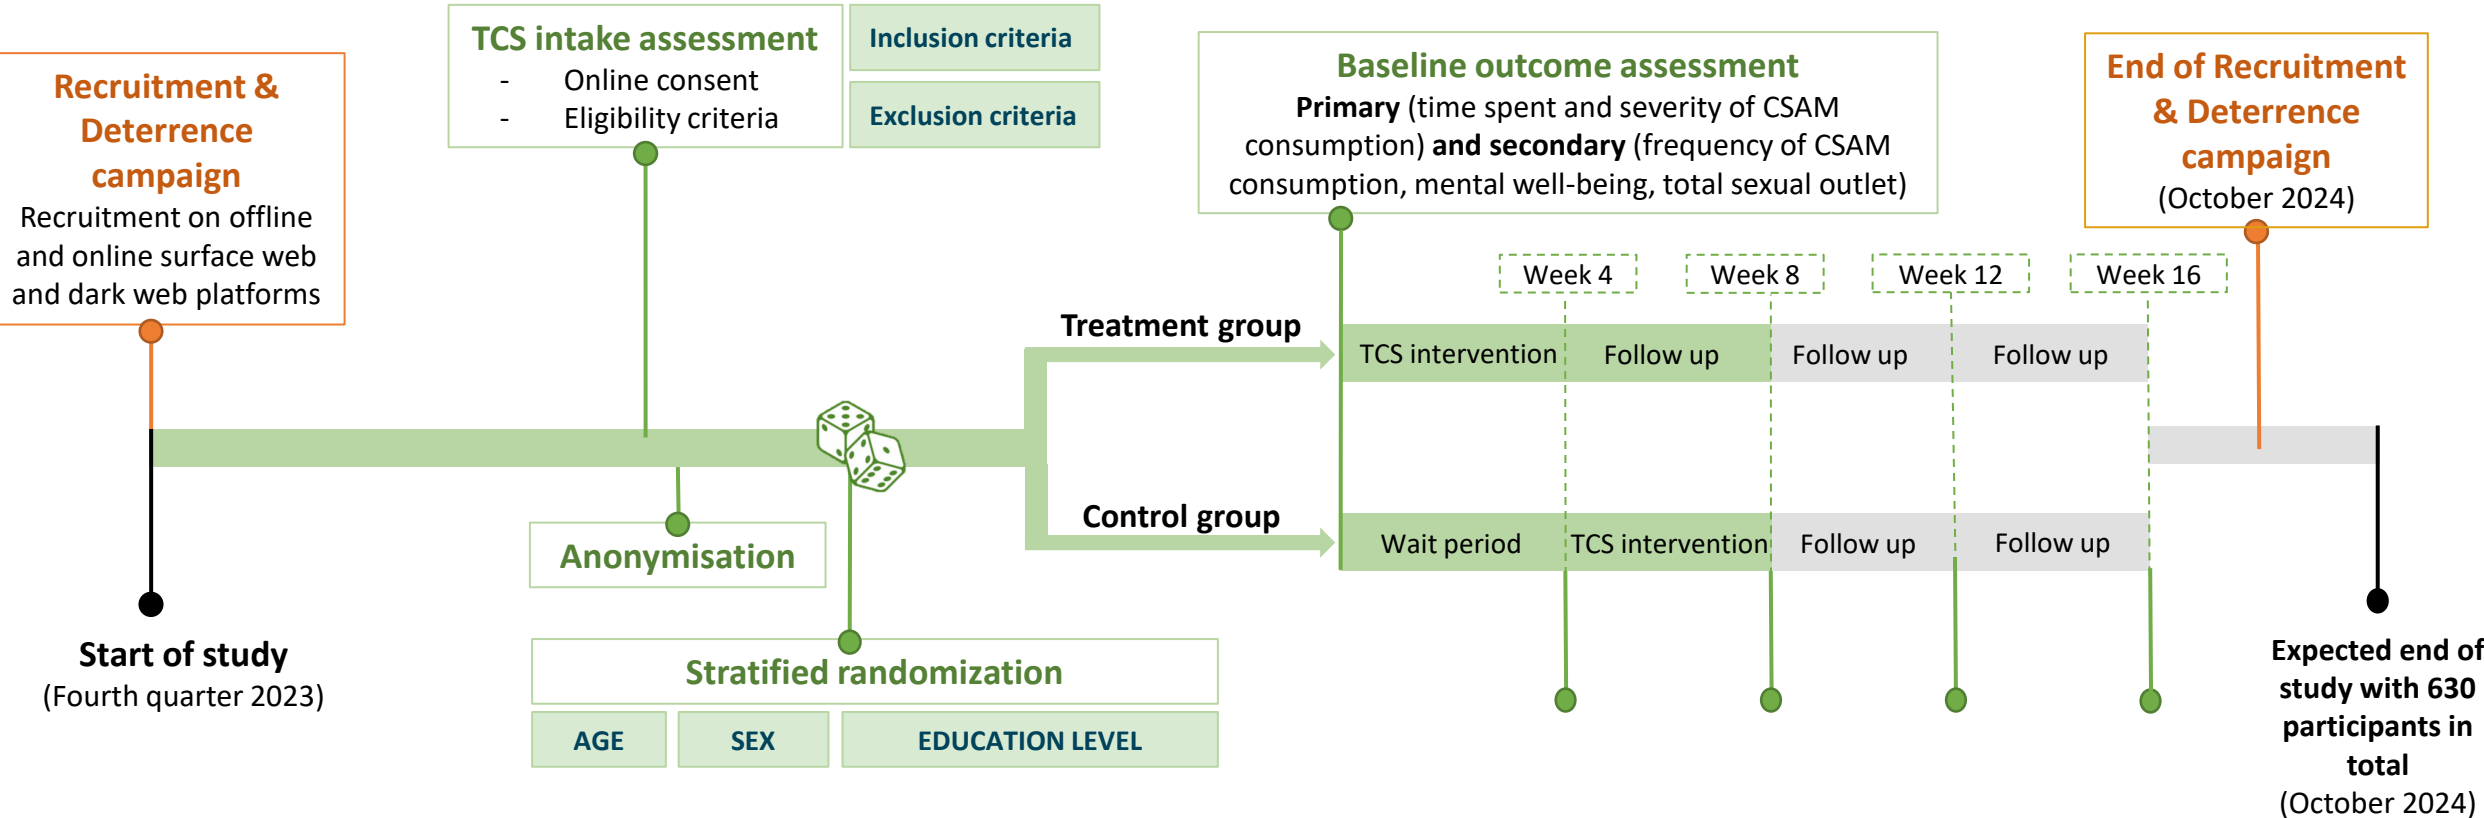 Recruitment &
Deterrence
campaign
Recruitment on offline
and online surface web
and dark web platforms
Start of study
(Fourth quarter 2023)
TCS intake assessment
- Online consent
- Eligibility criteria
Inclusion criteria
Exclusion criteria
Anonymisation
Stratified randomization
AGE
SEX
EDUCATION LEVEL
Treatment group
Control group
Baseline outcome assessment
Primary (time spent and severity of CSAM
consumption) and secondary (frequency of CSAM
consumption, mental well-being, total sexual outlet)
Week 4
Week 8
Week 12
Week 16
TCS intervention
Follow up
Follow up
Follow up
Wait period
TCS intervention
Follow up
Follow up
End of Recruitment
& Deterrence
campaign
(October 2024)
Expected end of
study with 630
participants in
total
(October 2024)